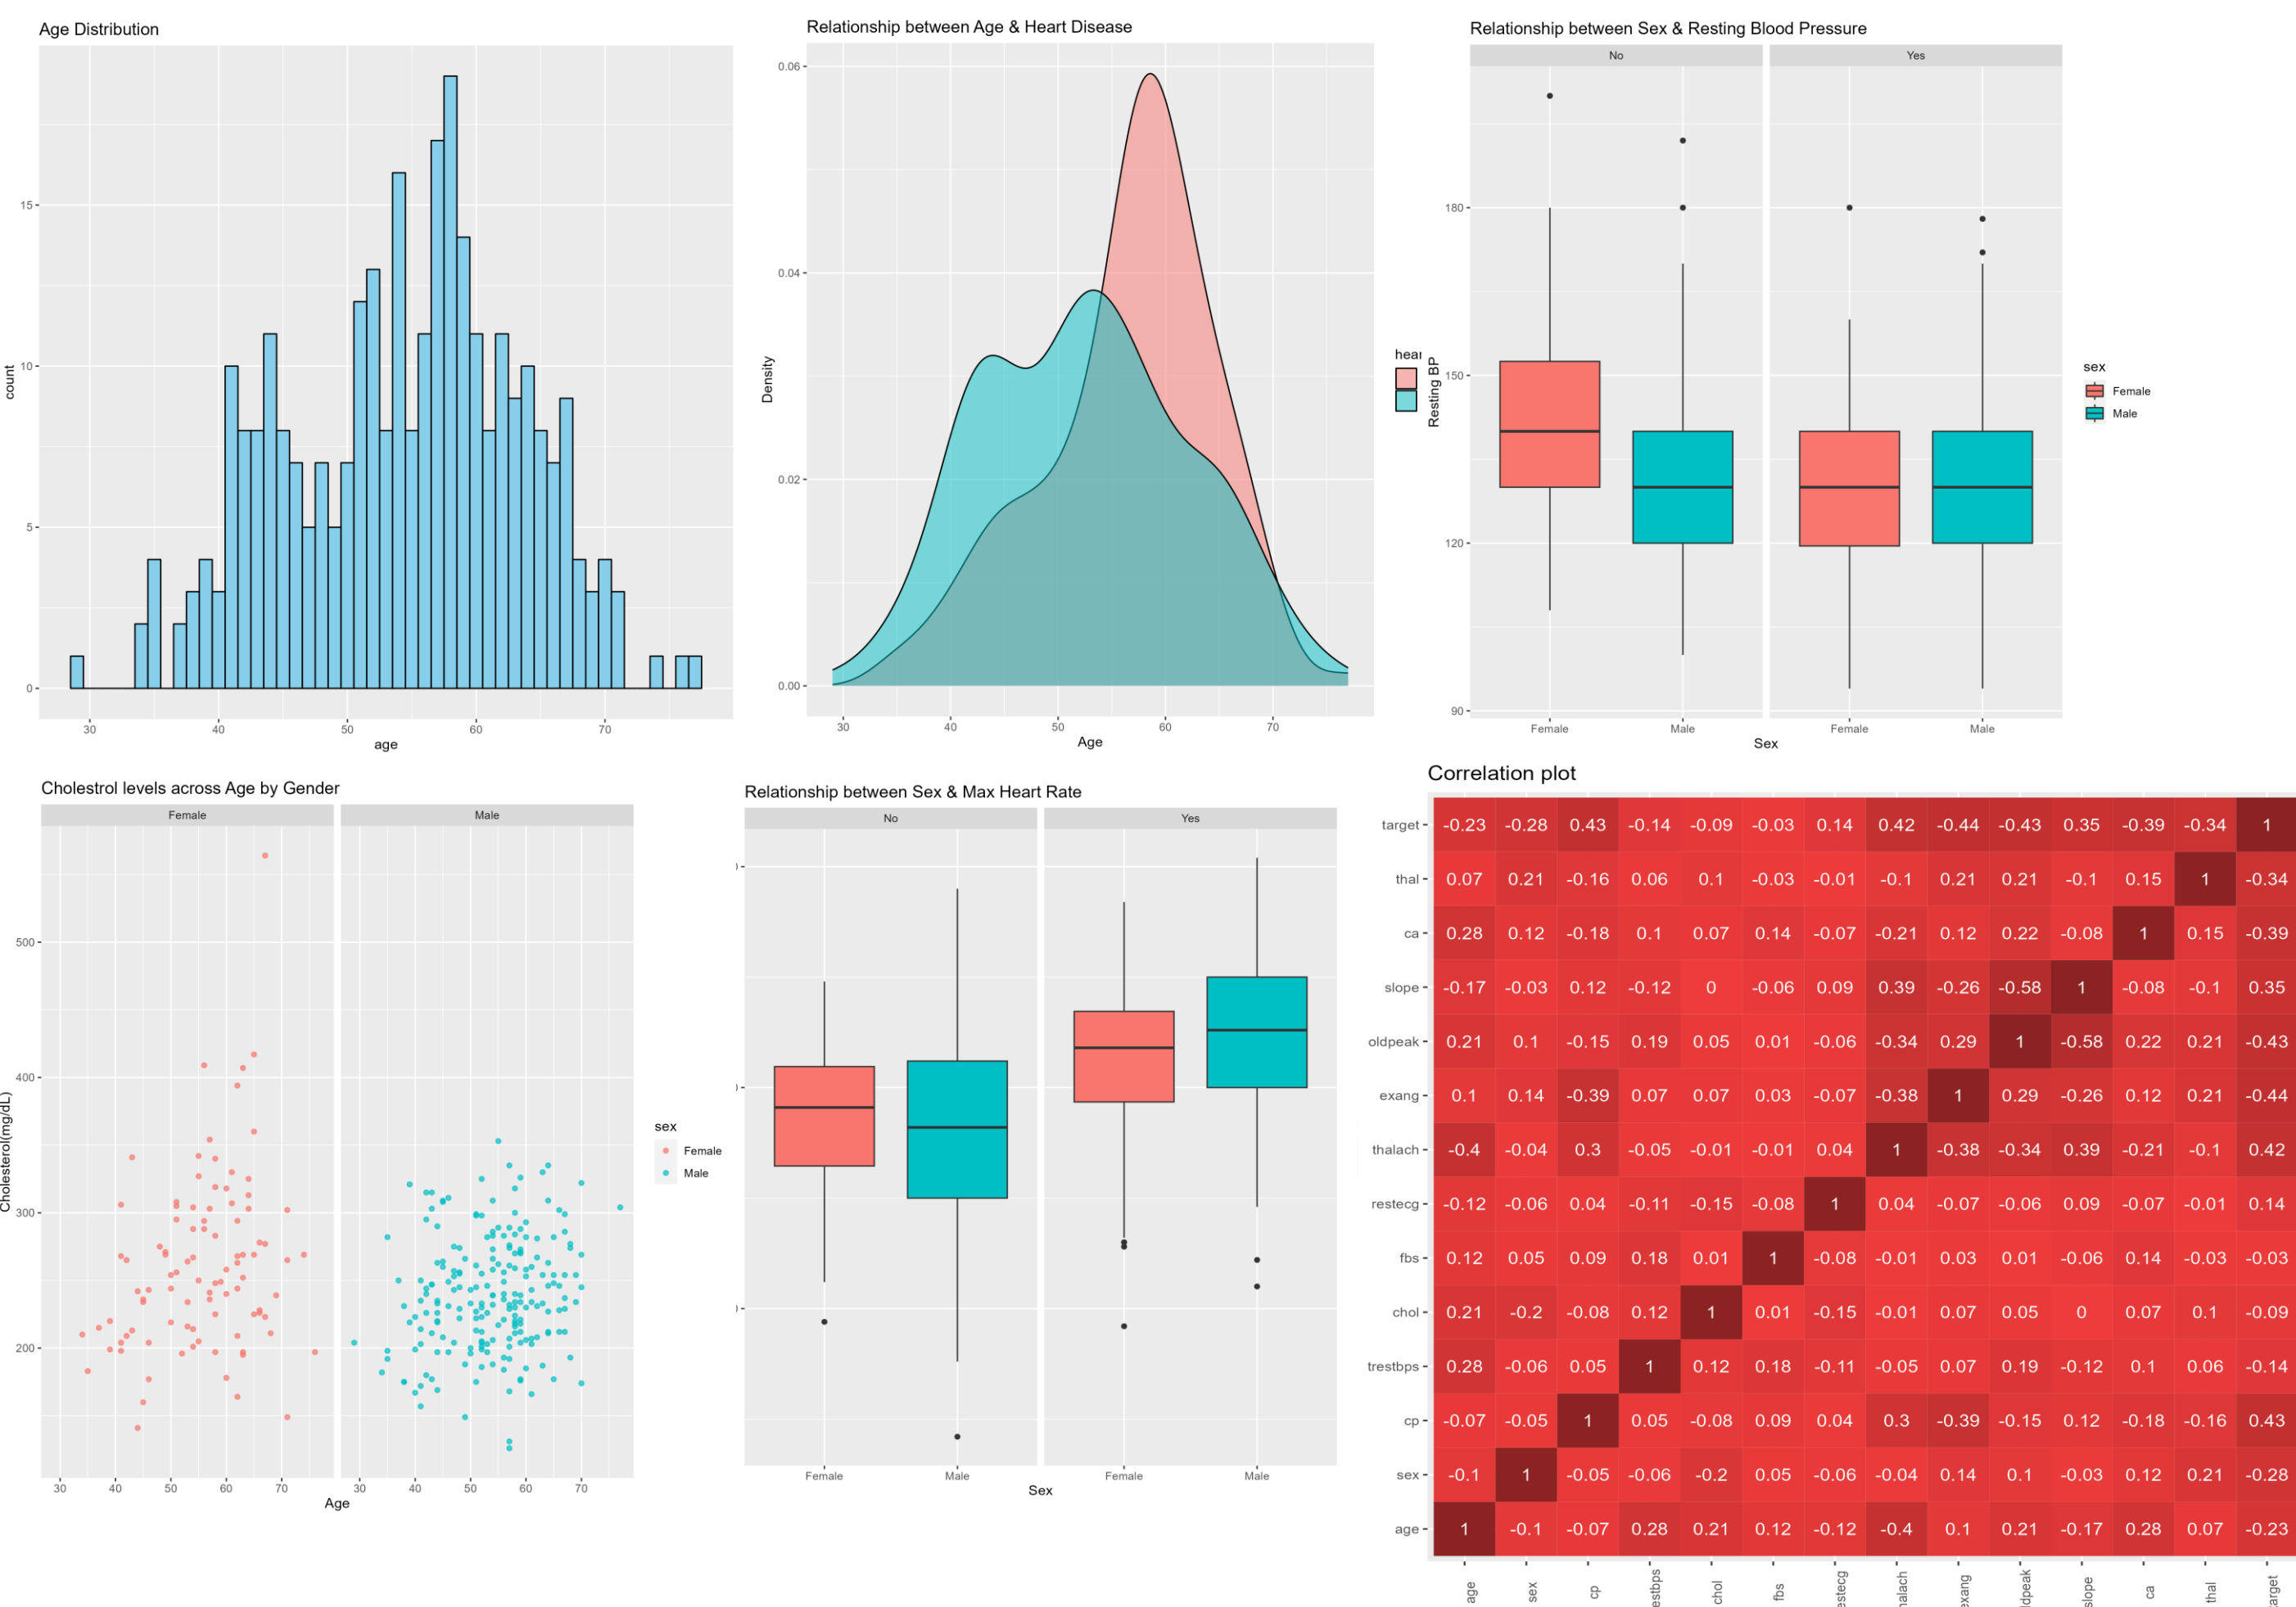 Age Distribution
count
15
10
5
0
30 40 50 60 70
age
Relationship between Age & Heart Disease
Density
0.06
0.04
0.02
0.00
30 40 50 60 70
Age
Relationship between Sex & Resting Blood Pressure
No Yes
Resting BP
180
150
120
90
Female Male Female Male
Sex
sex
Female
Male
Cholestrol levels across Age by Gender
Female Male
Cholesterol(mg/dL)
500
400
300
200
30 40 50 60 70 30 40 50 60 70
Age
sex
Female
Male
Relationship between Sex & Max Heart Rate
No Yes
Female Male Female Male
Sex
Correlation plot
target -0.23 -0.28 0.43 -0.14 -0.09 -0.03 0.14 0.42 -0.44 -0.43 0.35 -0.39 -0.34 1
thal 0.07 0.21 -0.16 0.06 0.1 -0.03 -0.01 -0.1 0.21 0.21 -0.1 0.15 1 -0.34
ca 0.28 0.12 -0.18 0.1 0.07 0.14 -0.07 -0.21 0.12 0.22 -0.08 1 0.15 -0.39
slope -0.17 -0.03 0.12 -0.12 0 -0.06 0.09 0.39 -0.26 -0.58 1 -0.08 -0.1 0.35
oldpeak 0.21 0.1 -0.15 0.19 0.05 0.01 -0.06 -0.34 0.29 1 -0.58 0.22 0.21 -0.43
exang 0.1 0.14 -0.39 0.07 0.07 0.03 -0.07 -0.38 1 0.29 -0.26 0.12 0.21 -0.44
thalach -0.4 -0.04 0.3 -0.05 -0.01 -0.01 0.04 1 -0.38 -0.34 0.39 -0.21 -0.1 0.42
restecg -0.12 -0.06 0.04 -0.11 -0.15 -0.08 1 0.04 -0.07 -0.06 0.09 -0.07 -0.01 0.14
fbs 0.12 0.05 0.09 0.18 0.01 1 -0.08 -0.01 0.03 0.01 -0.06 0.14 -0.03 -0.03
chol 0.21 -0.2 -0.08 0.12 1 0.01 -0.15 -0.01 0.07 0.05 0 0.07 0.1 -0.09
trestbps 0.28 -0.06 0.05 1 0.12 0.18 -0.11 -0.05 0.07 0.19 -0.12 0.1 0.06 -0.14
cp -0.07 -0.05 1 0.05 -0.08 0.09 0.04 0.3 -0.39 -0.15 0.12 -0.18 -0.16 0.43
sex -0.1 1 -0.05 -0.06 -0.2 0.05 -0.06 -0.04 0.14 0.1 -0.03 0.12 0.21 -0.28
age 1 -0.1 -0.07 0.28 0.21 0.12 -0.12 -0.4 0.1 0.21 -0.17 0.28 0.07 -0.23
age sex cp estbps chol fbs estecg nalach exang ldpeak slope ca thal target